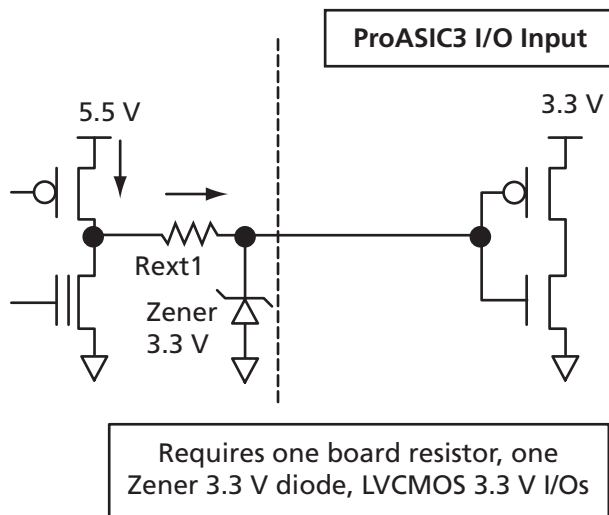 ProASIC3 I/O Input
5.5 V
3.3 V
Rext1
Zener
3.3 V
Requires one board resistor, one
Zener 3.3 V diode, LVCMOS 3.3 V I/Os